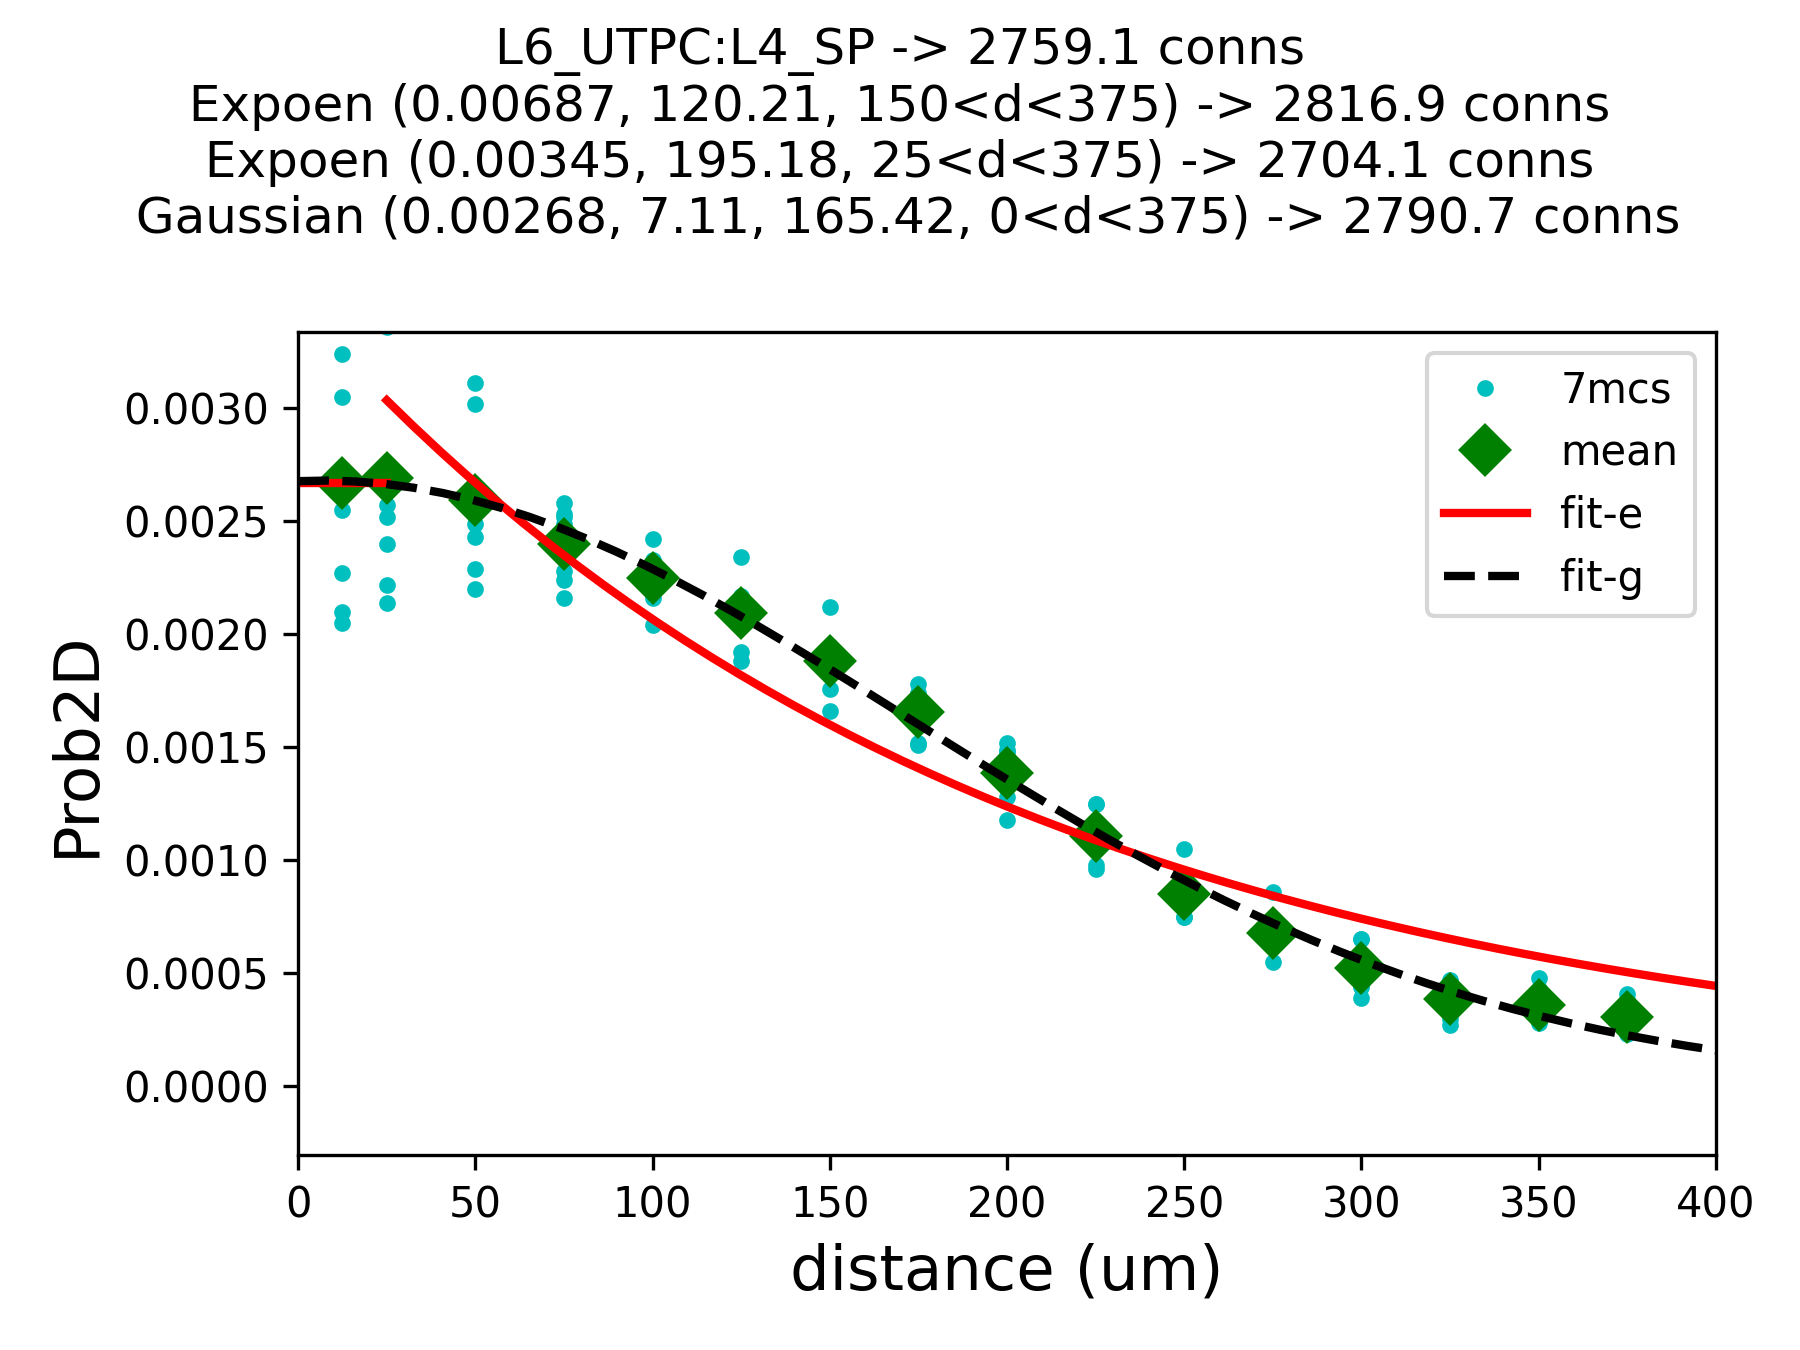 L6_UTPC:L4_SP -> 2759.1 conns
Expoen (0.00687, 120.21, 150<d<375) -> 2816.9 conns
Expoen (0.00345, 195.18, 25<d<375) -> 2704.1 conns
Gaussian (0.00268, 7.11, 165.42, 0<d<375) -> 2790.7 conns
7mcs
mean
fit-e
fit-g
Prob2D
0.0030
0.0025
0.0020
0.0015
0.0010
0.0005
0.0000
0 50 100 150 200 250 300 350 400
distance (um)